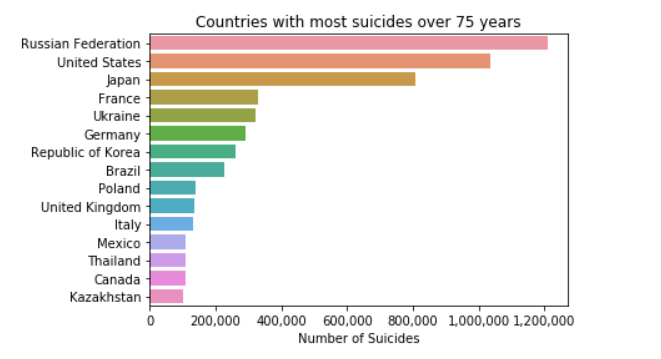 Countries with most suicides over 75 years
Russian Federation
United States
Japan
France
Ukraine
Germany
Republic of Korea
Brazil
Poland
United Kingdom
Italy
Mexico
Thailand
Canada
Kazakhstan
0 200,000 400,000 600,000 800,000 1,000,000 1,200,000
Number of Suicides